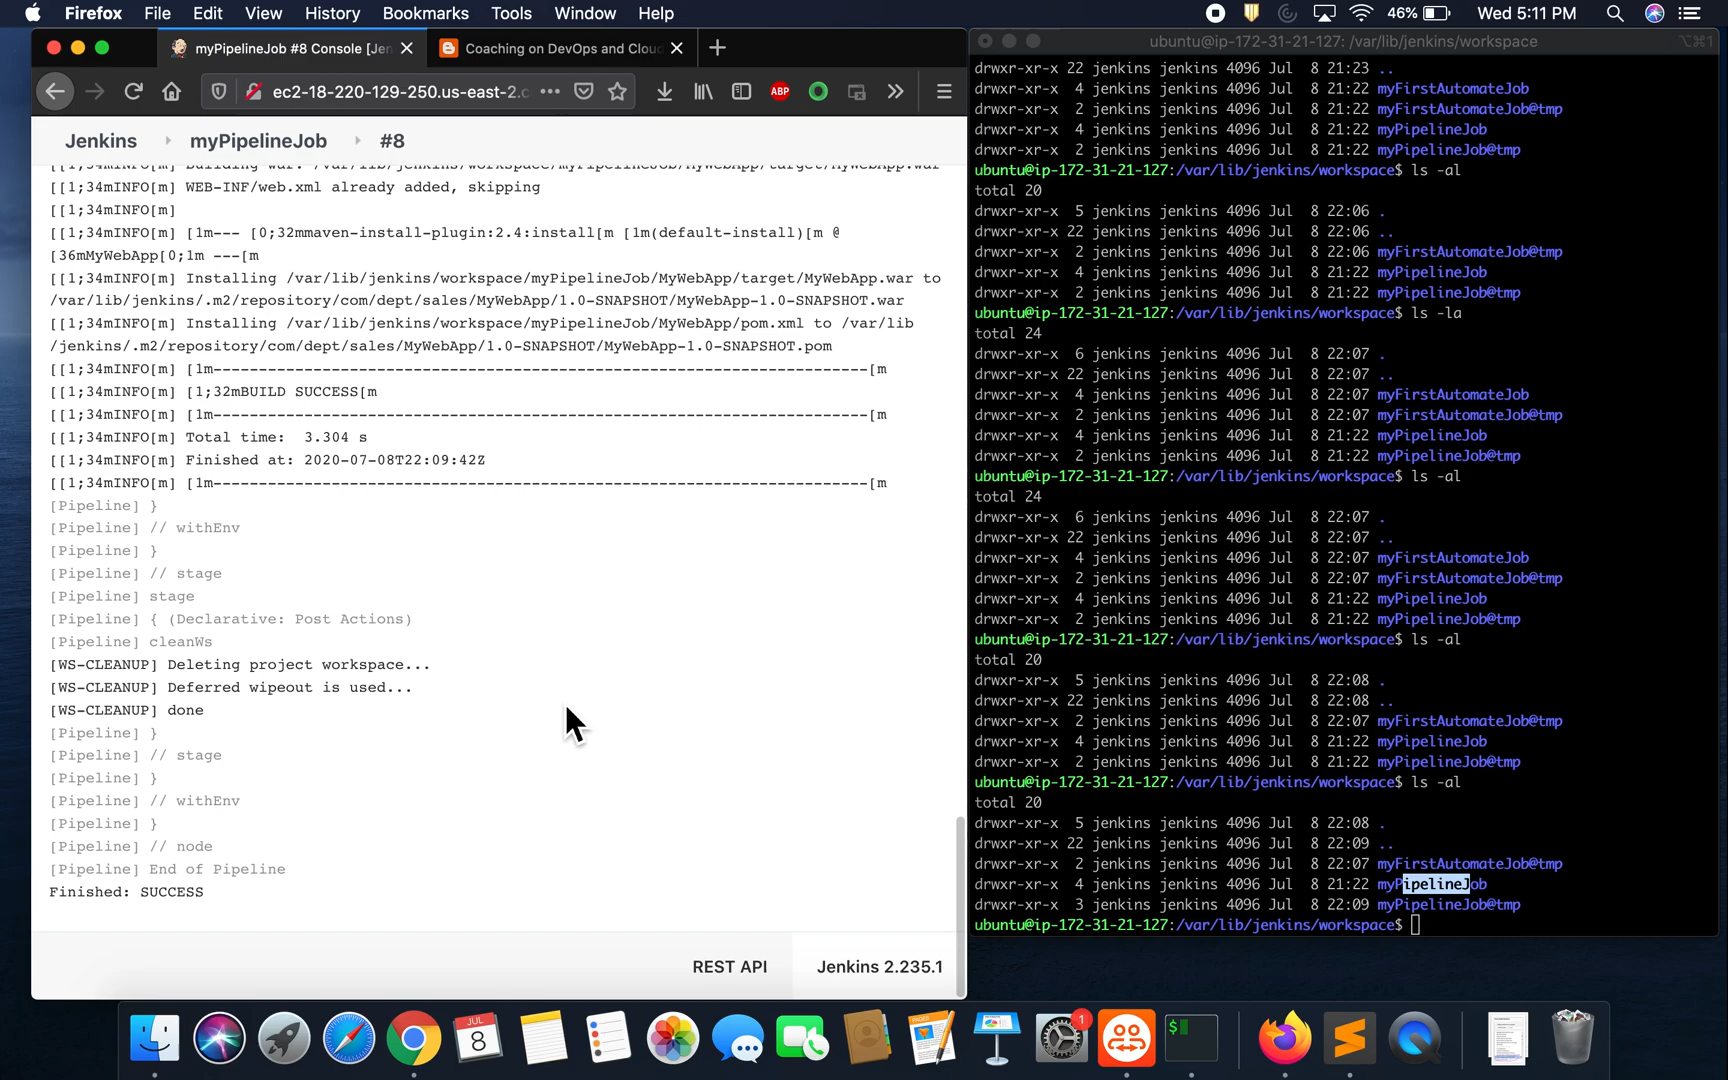 Firefox File Edit View History Bookmarks Tools Window Help 46% Wed 5:11 PM
myPipelineJob #8 Console [Jen
Coaching on DevOps and Cloud
ec2-18-220-129-250.us-east-2.c
ABP
Jenkins myPipelineJob #8
[[1;34mINFO[m] Building war: /var/lib/jenkins/workspace/myPipelineJob/MyWebApp/target/MyWebApp.war
[[1;34mINFO[m] WEB-INF/web.xml already added, skipping
[[1;34mINFO[m]
[[1;34mINFO[m] [1m--- [0;32mmaven-install-plugin:2.4:install[m [1m(default-install)[m @
[36mMyWebApp[0;1m ---[m
[[1;34mINFO[m] Installing /var/lib/jenkins/workspace/myPipelineJob/MyWebApp/target/MyWebApp.war to
/var/lib/jenkins/.m2/repository/com/dept/sales/MyWebApp/1.0-SNAPSHOT/MyWebApp-1.0-SNAPSHOT.war
[[1;34mINFO[m] Installing /var/lib/jenkins/workspace/myPipelineJob/MyWebApp/pom.xml to /var/lib
/jenkins/.m2/repository/com/dept/sales/MyWebApp/1.0-SNAPSHOT/MyWebApp-1.0-SNAPSHOT.pom
[[1;34mINFO[m] [1m------------------------------------------------------------------------[m
[[1;34mINFO[m] [1;32mBUILD SUCCESS[m
[[1;34mINFO[m] [1m------------------------------------------------------------------------[m
[[1;34mINFO[m] Total time:  3.304 s
[[1;34mINFO[m] Finished at: 2020-07-08T22:09:42Z
[[1;34mINFO[m] [1m------------------------------------------------------------------------[m
[Pipeline] }
[Pipeline] // withEnv
[Pipeline] }
[Pipeline] // stage
[Pipeline] stage
[Pipeline] { (Declarative: Post Actions)
[Pipeline] cleanWs
[WS-CLEANUP] Deleting project workspace...
[WS-CLEANUP] Deferred wipeout is used...
[WS-CLEANUP] done
[Pipeline] }
[Pipeline] // stage
[Pipeline] }
[Pipeline] // withEnv
[Pipeline] }
[Pipeline] // node
[Pipeline] End of Pipeline
Finished: SUCCESS
REST API Jenkins 2.235.1
ubuntu@ip-172-31-21-127: /var/lib/jenkins/workspace ⌥⌘1
drwxr-xr-x 22 jenkins jenkins 4096 Jul  8 21:23 ..
drwxr-xr-x  4 jenkins jenkins 4096 Jul  8 21:22 myFirstAutomateJob
drwxr-xr-x  2 jenkins jenkins 4096 Jul  8 21:22 myFirstAutomateJob@tmp
drwxr-xr-x  4 jenkins jenkins 4096 Jul  8 21:22 myPipelineJob
drwxr-xr-x  2 jenkins jenkins 4096 Jul  8 21:22 myPipelineJob@tmp
ubuntu@ip-172-31-21-127:/var/lib/jenkins/workspace$ ls -al
total 20
drwxr-xr-x  5 jenkins jenkins 4096 Jul  8 22:06 .
drwxr-xr-x 22 jenkins jenkins 4096 Jul  8 22:06 ..
drwxr-xr-x  2 jenkins jenkins 4096 Jul  8 22:06 myFirstAutomateJob@tmp
drwxr-xr-x  4 jenkins jenkins 4096 Jul  8 21:22 myPipelineJob
drwxr-xr-x  2 jenkins jenkins 4096 Jul  8 21:22 myPipelineJob@tmp
ubuntu@ip-172-31-21-127:/var/lib/jenkins/workspace$ ls -la
total 24
drwxr-xr-x  6 jenkins jenkins 4096 Jul  8 22:07 .
drwxr-xr-x 22 jenkins jenkins 4096 Jul  8 22:07 ..
drwxr-xr-x  4 jenkins jenkins 4096 Jul  8 22:07 myFirstAutomateJob
drwxr-xr-x  2 jenkins jenkins 4096 Jul  8 22:07 myFirstAutomateJob@tmp
drwxr-xr-x  4 jenkins jenkins 4096 Jul  8 21:22 myPipelineJob
drwxr-xr-x  2 jenkins jenkins 4096 Jul  8 21:22 myPipelineJob@tmp
ubuntu@ip-172-31-21-127:/var/lib/jenkins/workspace$ ls -al
total 24
drwxr-xr-x  6 jenkins jenkins 4096 Jul  8 22:07 .
drwxr-xr-x 22 jenkins jenkins 4096 Jul  8 22:07 ..
drwxr-xr-x  4 jenkins jenkins 4096 Jul  8 22:07 myFirstAutomateJob
drwxr-xr-x  2 jenkins jenkins 4096 Jul  8 22:07 myFirstAutomateJob@tmp
drwxr-xr-x  4 jenkins jenkins 4096 Jul  8 21:22 myPipelineJob
drwxr-xr-x  2 jenkins jenkins 4096 Jul  8 21:22 myPipelineJob@tmp
ubuntu@ip-172-31-21-127:/var/lib/jenkins/workspace$ ls -al
total 20
drwxr-xr-x  5 jenkins jenkins 4096 Jul  8 22:08 .
drwxr-xr-x 22 jenkins jenkins 4096 Jul  8 22:08 ..
drwxr-xr-x  2 jenkins jenkins 4096 Jul  8 22:07 myFirstAutomateJob@tmp
drwxr-xr-x  4 jenkins jenkins 4096 Jul  8 21:22 myPipelineJob
drwxr-xr-x  2 jenkins jenkins 4096 Jul  8 21:22 myPipelineJob@tmp
ubuntu@ip-172-31-21-127:/var/lib/jenkins/workspace$ ls -al
total 20
drwxr-xr-x  5 jenkins jenkins 4096 Jul  8 22:08 .
drwxr-xr-x 22 jenkins jenkins 4096 Jul  8 22:09 ..
drwxr-xr-x  2 jenkins jenkins 4096 Jul  8 22:07 myFirstAutomateJob@tmp
drwxr-xr-x  4 jenkins jenkins 4096 Jul  8 21:22 myPipelineJob
drwxr-xr-x  3 jenkins jenkins 4096 Jul  8 22:09 myPipelineJob@tmp
ubuntu@ip-172-31-21-127:/var/lib/jenkins/workspace$
JUL
8
1
$